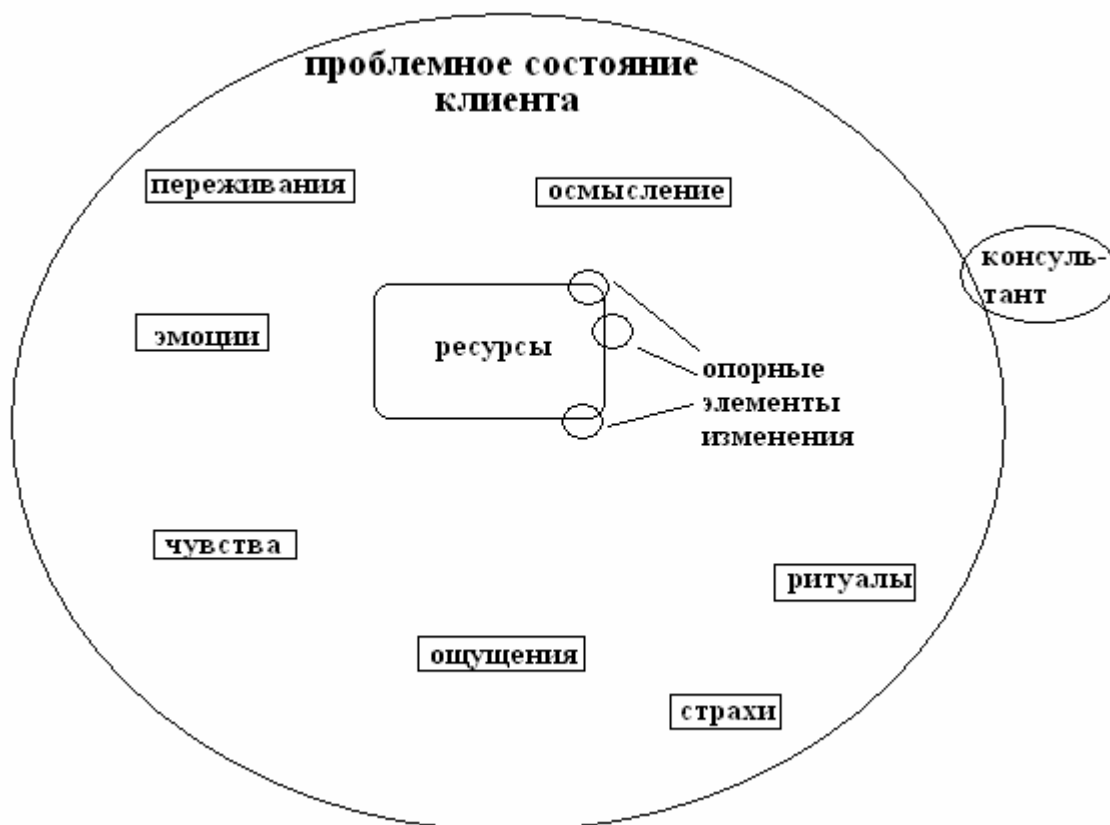 проблемное состояние
клиента
переживания
осмысление
консуль-
тант
эмоции
ресурсы
опорные
элементы
изменения
чувства
ритуалы
ощущения
страхи